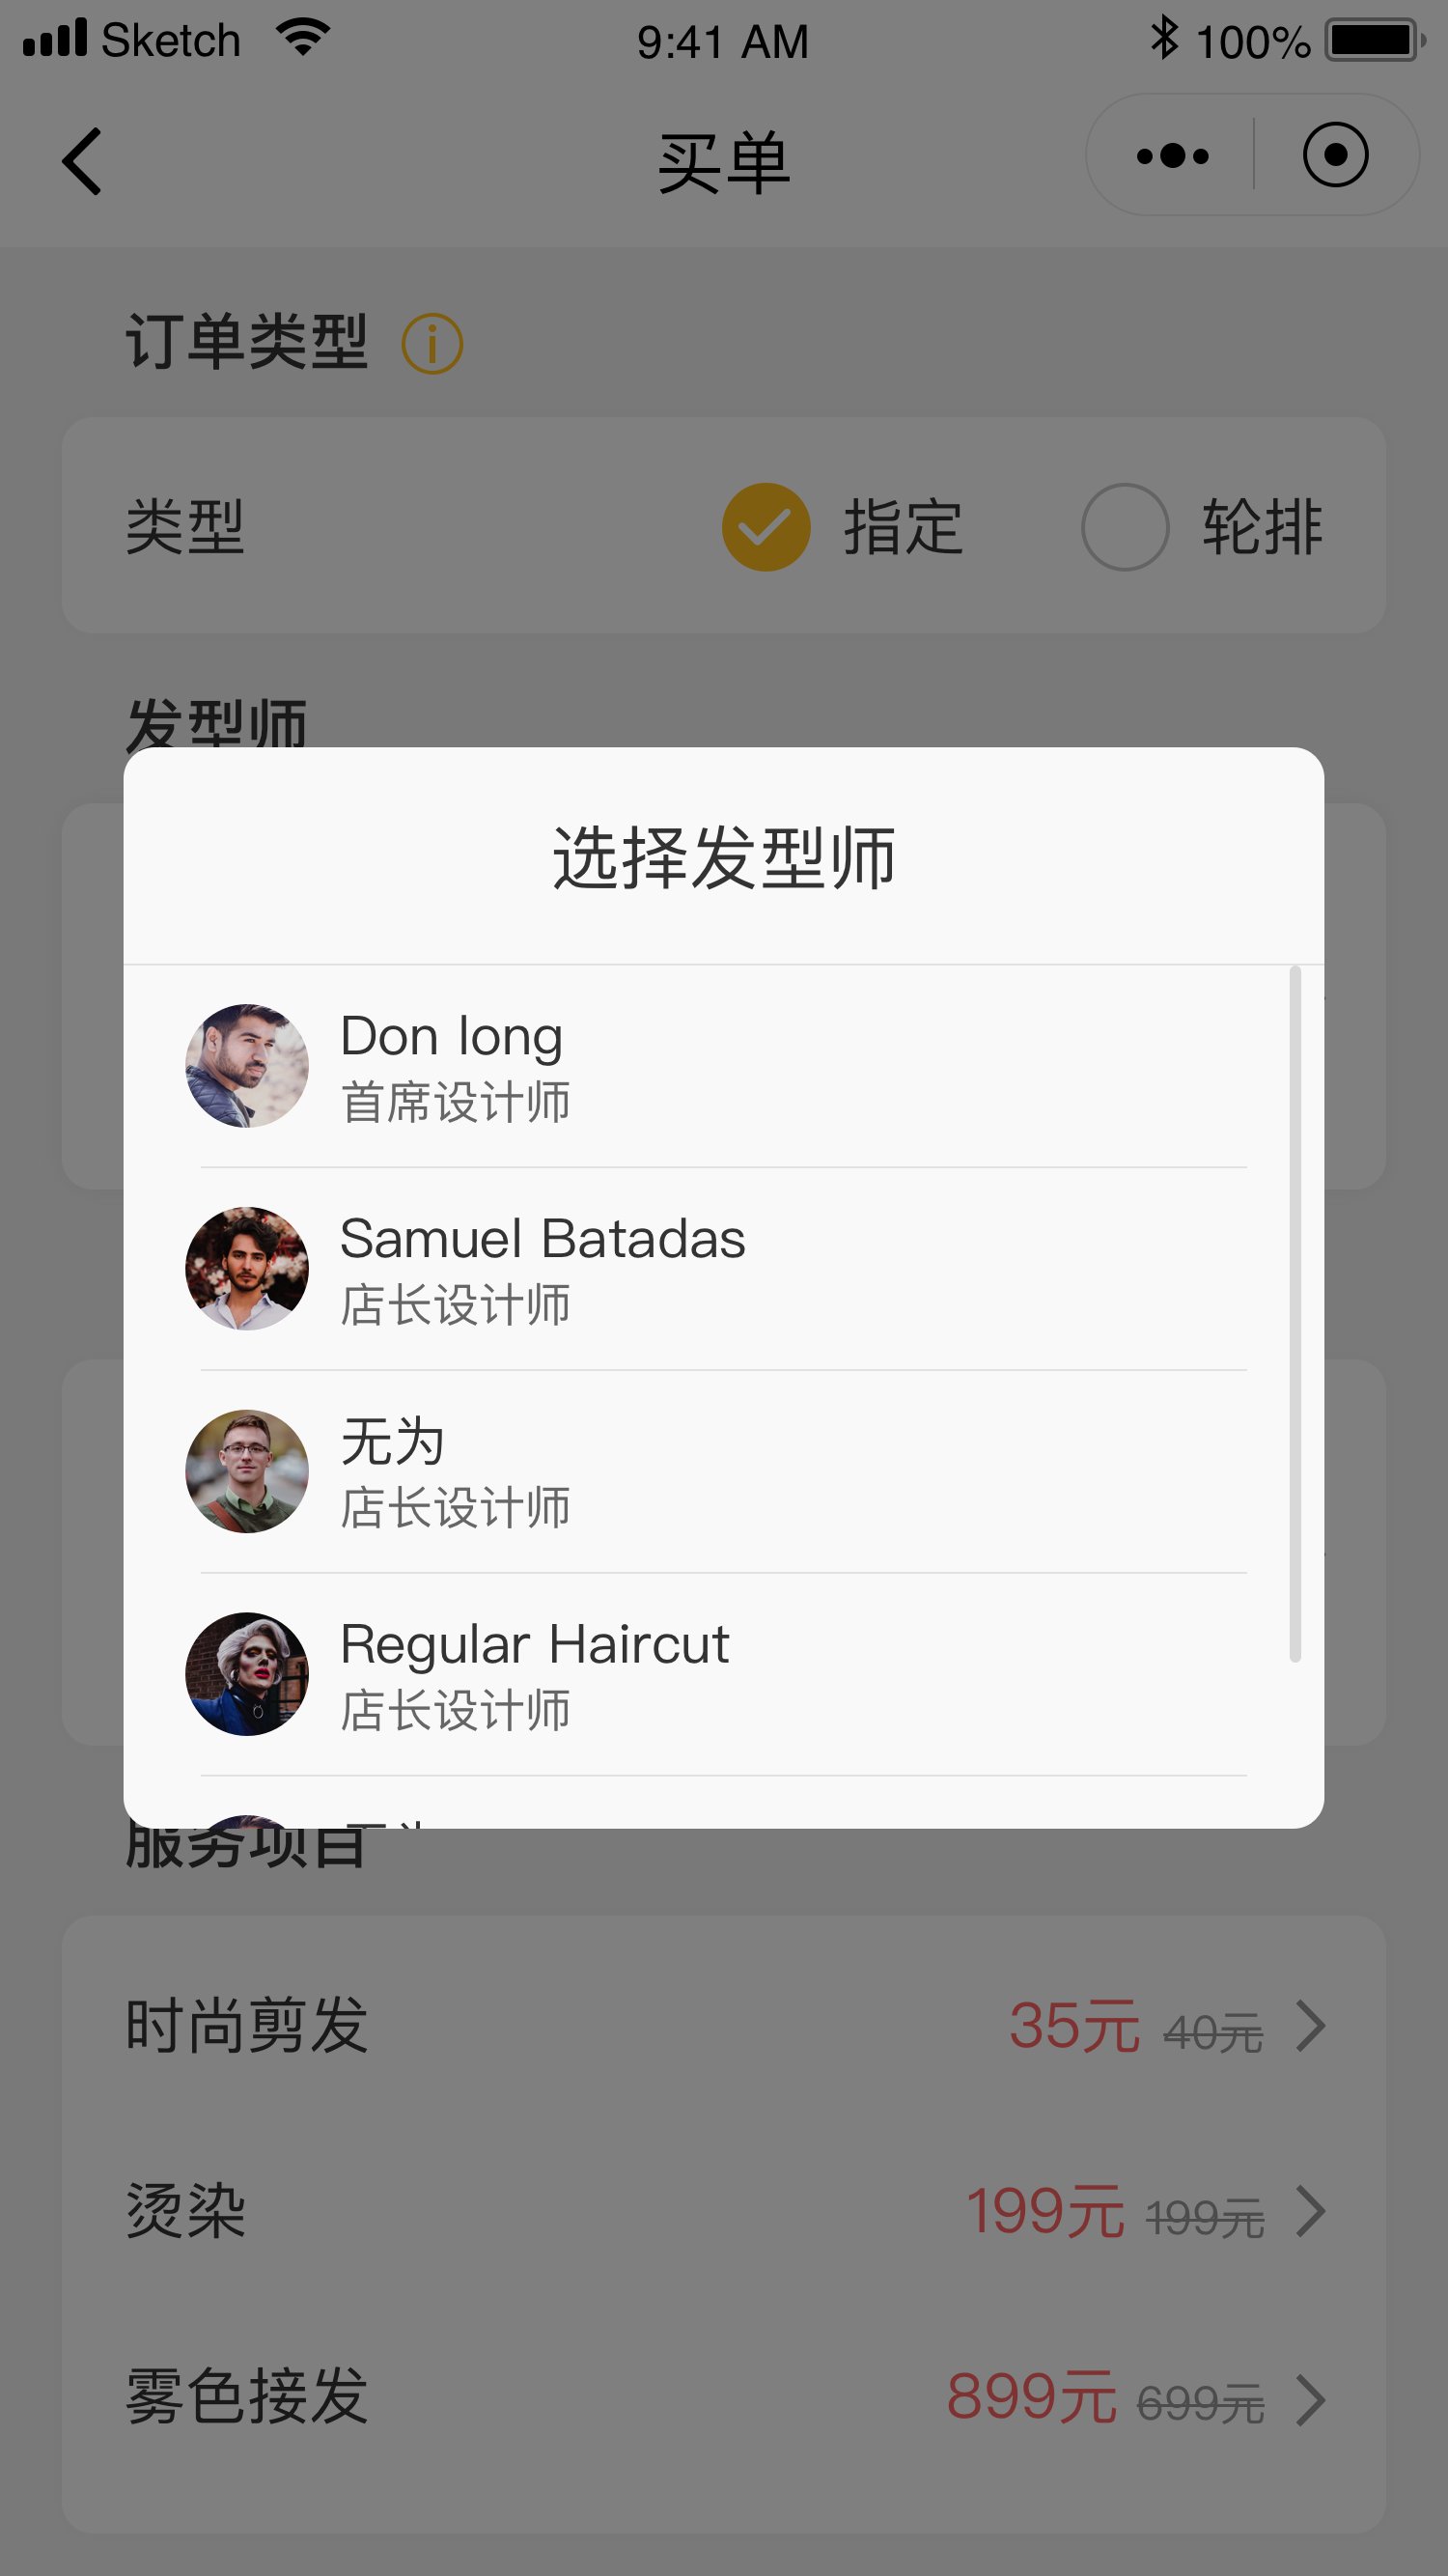 Sketch 9:41 AM 100%
买单
订单类型
类型 指定 轮排
发型师
选择发型师
Don long
首席设计师
Samuel Batadas
店长设计师
无为
店长设计师
Regular Haircut
店长设计师
服务项目
时尚剪发 35元 40元
烫染 199元 199元
雾色接发 899元 699元